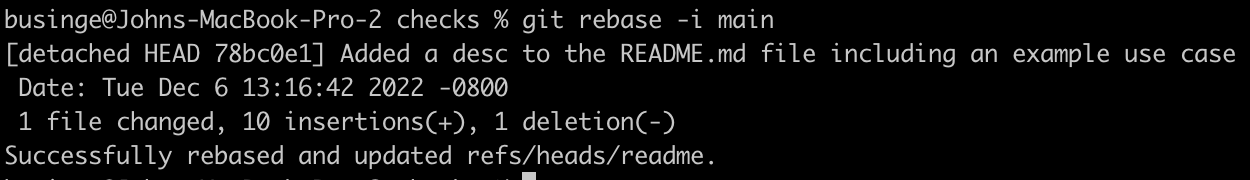 businge@Johns-MacBook-Pro-2 checks % git rebase -i main
[detached HEAD 78bc0e1] Added a desc to the README.md file including an example use case
 Date: Tue Dec 6 13:16:42 2022 -0800
 1 file changed, 10 insertions(+), 1 deletion(-)
Successfully rebased and updated refs/heads/readme.